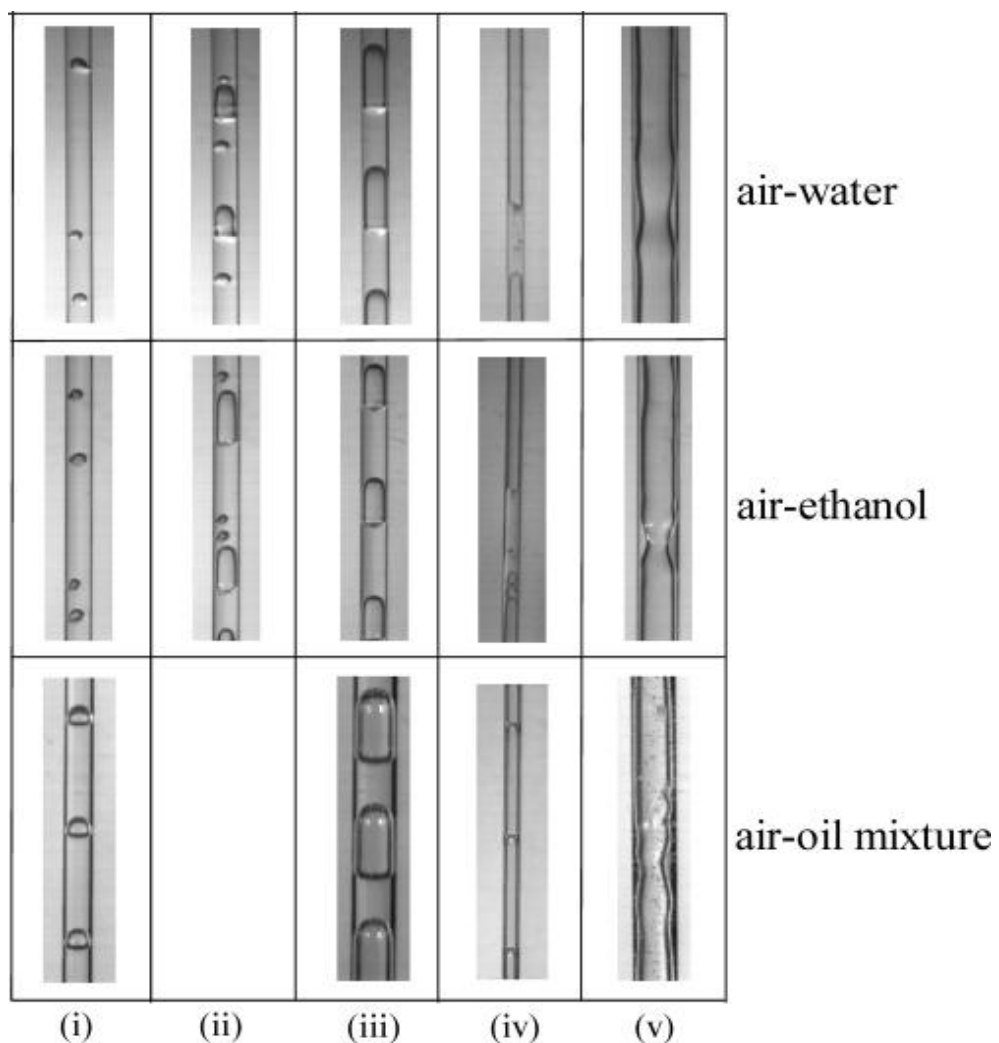 air-water
air-ethanol
air-oil mixture
(i) (ii) (iii) (iv) (v)